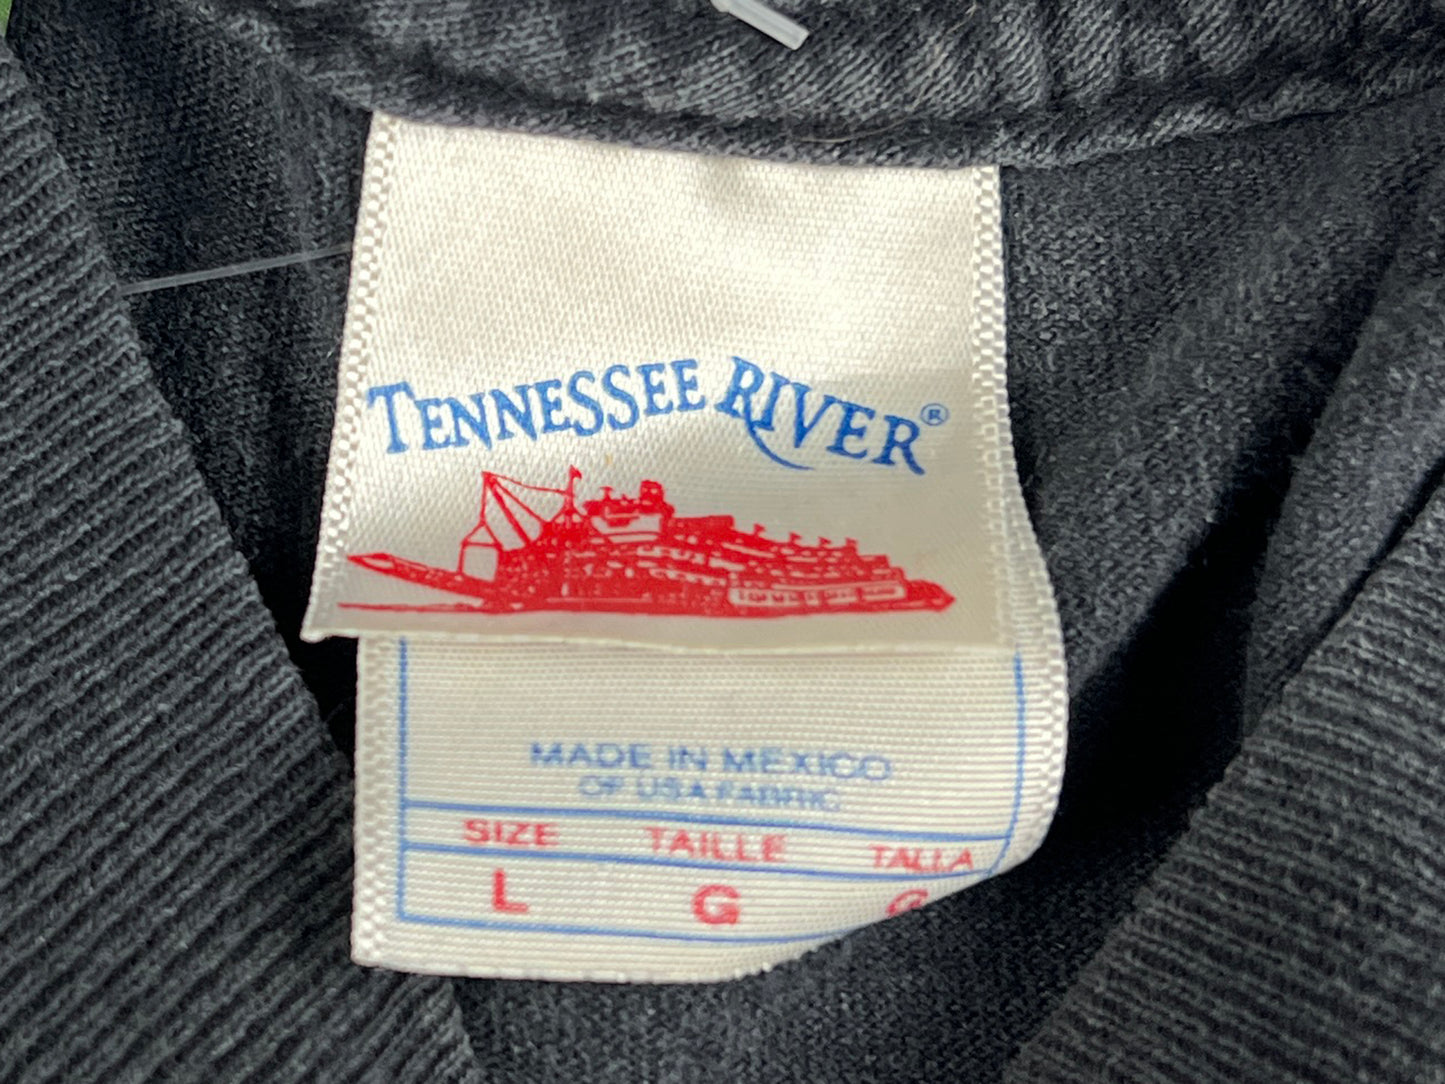 TENNESSEE RIVER®
MADE IN MEXICO
OF USA FABRIC
SIZE TAILLE TALLA
L G G